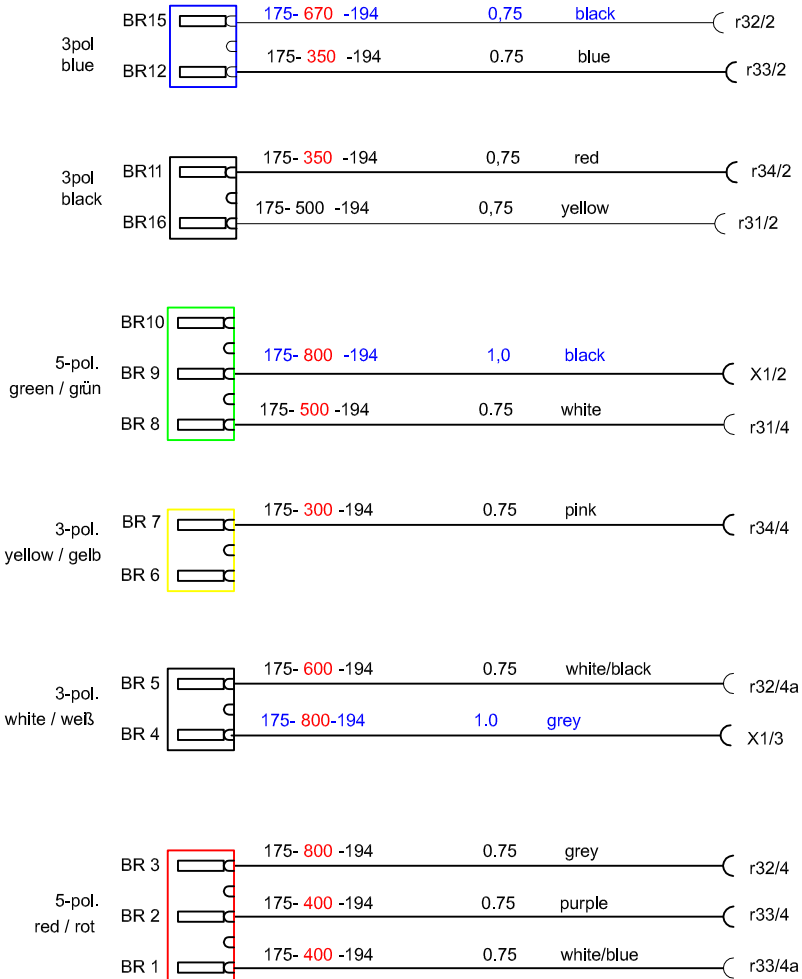 BR15 175- 670 -194 0,75 black r32/2
3pol
blue
BR12 175- 350 -194 0.75 blue r33/2
BR11 175- 350 -194 0,75 red r34/2
3pol
black
BR16 175- 500 -194 0,75 yellow r31/2
BR10
5-pol.
green / grün
BR 9 175- 800 -194 1,0 black X1/2
BR 8 175- 500 -194 0.75 white r31/4
BR 7 175- 300 -194 0.75 pink r34/4
3-pol.
yellow / gelb
BR 6
BR 5 175- 600 -194 0.75 white/black r32/4a
3-pol.
white / weiß
BR 4 175- 800-194 1.0 grey X1/3
BR 3 175- 800 -194 0.75 grey r32/4
5-pol.
red / rot
BR 2 175- 400 -194 0.75 purple r33/4
BR 1 175- 400 -194 0.75 white/blue r33/4a